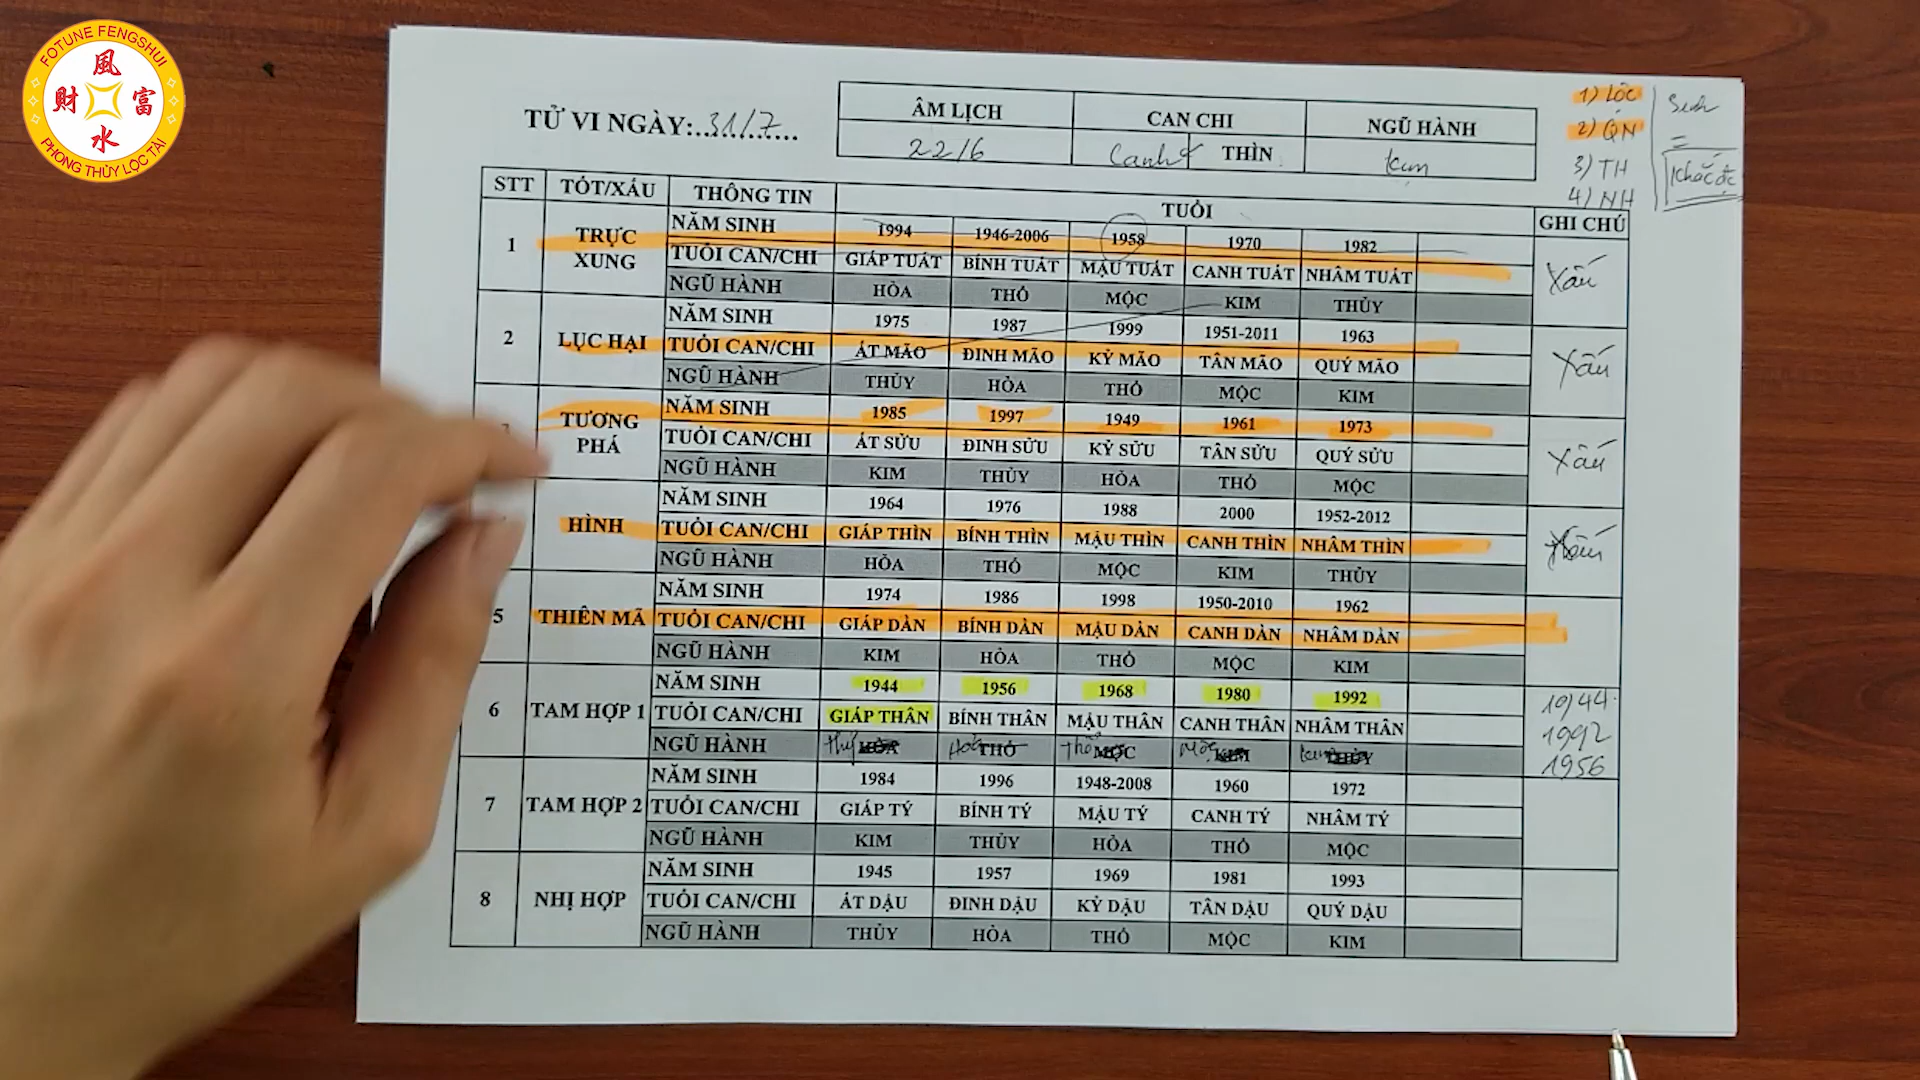 FOTUNE FENGSHUI
風
財 富
水
PHONG THỦY LỘC TÀI
TỬ VI NGÀY:..31/7....
ÂM LỊCH CAN CHI NGŨ HÀNH
22/6 Canh THÌN kim
1) LỘC
2) QN
3) TH
4) NH
Sinh
=
Khắc
STT TỐT/XẤU THÔNG TIN TUỔI GHI CHÚ
1 TRỰC XUNG NĂM SINH 1994 1946-2006 1958 1970 1982 Xấu
TUỔI CAN/CHI GIÁP TUẤT BÍNH TUẤT MẬU TUẤT CANH TUẤT NHÂM TUẤT
NGŨ HÀNH HỎA THỔ MỘC KIM THỦY
2 LỤC HẠI NĂM SINH 1975 1987 1999 1951-2011 1963 Xấu
TUỔI CAN/CHI ẤT MÃO ĐINH MÃO KỶ MÃO TÂN MÃO QUÝ MÃO
NGŨ HÀNH THỦY HỎA THỔ MỘC KIM
TƯƠNG PHÁ NĂM SINH 1985 1997 1949 1961 1973 Xấu
TUỔI CAN/CHI ẤT SỬU ĐINH SỬU KỶ SỬU TÂN SỬU QUÝ SỬU
NGŨ HÀNH KIM THỦY HỎA THỔ MỘC
HÌNH NĂM SINH 1964 1976 1988 2000 1952-2012 Xấu
TUỔI CAN/CHI GIÁP THÌN BÍNH THÌN MẬU THÌN CANH THÌN NHÂM THÌN
NGŨ HÀNH HỎA THỔ MỘC KIM THỦY
5 THIÊN MÃ NĂM SINH 1974 1986 1998 1950-2010 1962
TUỔI CAN/CHI GIÁP DẦN BÍNH DẦN MẬU DẦN CANH DẦN NHÂM DẦN
NGŨ HÀNH KIM HỎA THỔ MỘC KIM
6 TAM HỢP 1 NĂM SINH 1944 1956 1968 1980 1992 1944
TUỔI CAN/CHI GIÁP THÂN BÍNH THÂN MẬU THÂN CANH THÂN NHÂM THÂN 1992
NGŨ HÀNH Thủy HỎA Hỏa THỔ Thổ MỘC Mộc KIM kim THỦY 1956
7 TAM HỢP 2 NĂM SINH 1984 1996 1948-2008 1960 1972
TUỔI CAN/CHI GIÁP TÝ BÍNH TÝ MẬU TÝ CANH TÝ NHÂM TÝ
NGŨ HÀNH KIM THỦY HỎA THỔ MỘC
8 NHỊ HỢP NĂM SINH 1945 1957 1969 1981 1993
TUỔI CAN/CHI ẤT DẬU ĐINH DẬU KỶ DẬU TÂN DẬU QUÝ DẬU
NGŨ HÀNH THỦY HỎA THỔ MỘC KIM